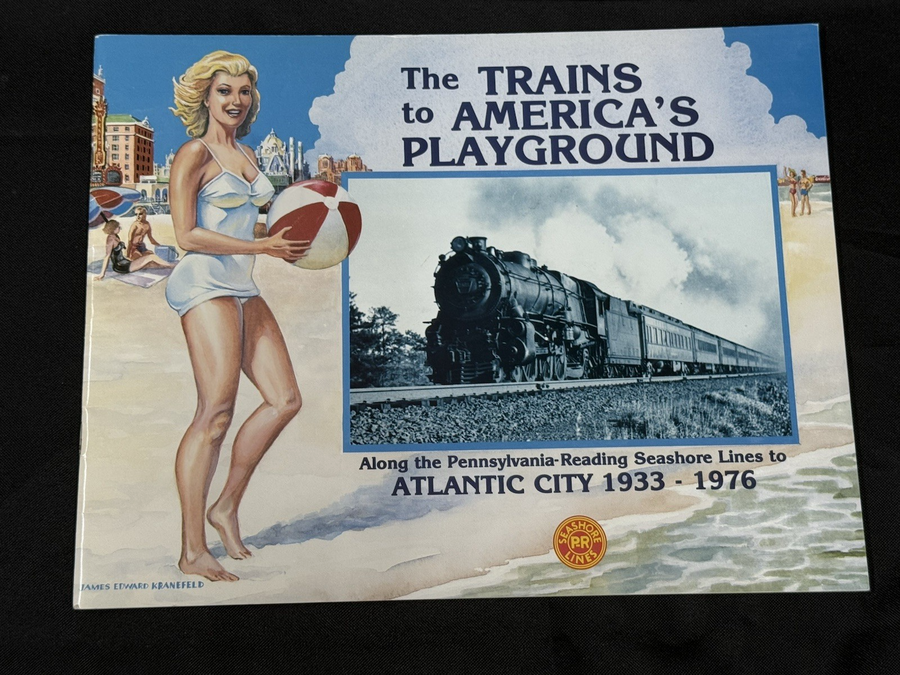 The TRAINS
to AMERICA'S
PLAYGROUND
Along the Pennsylvania-Reading Seashore Lines to
ATLANTIC CITY 1933 - 1976
SEASHORE
P-R
LINES
JAMES EDWARD KRANEFELD